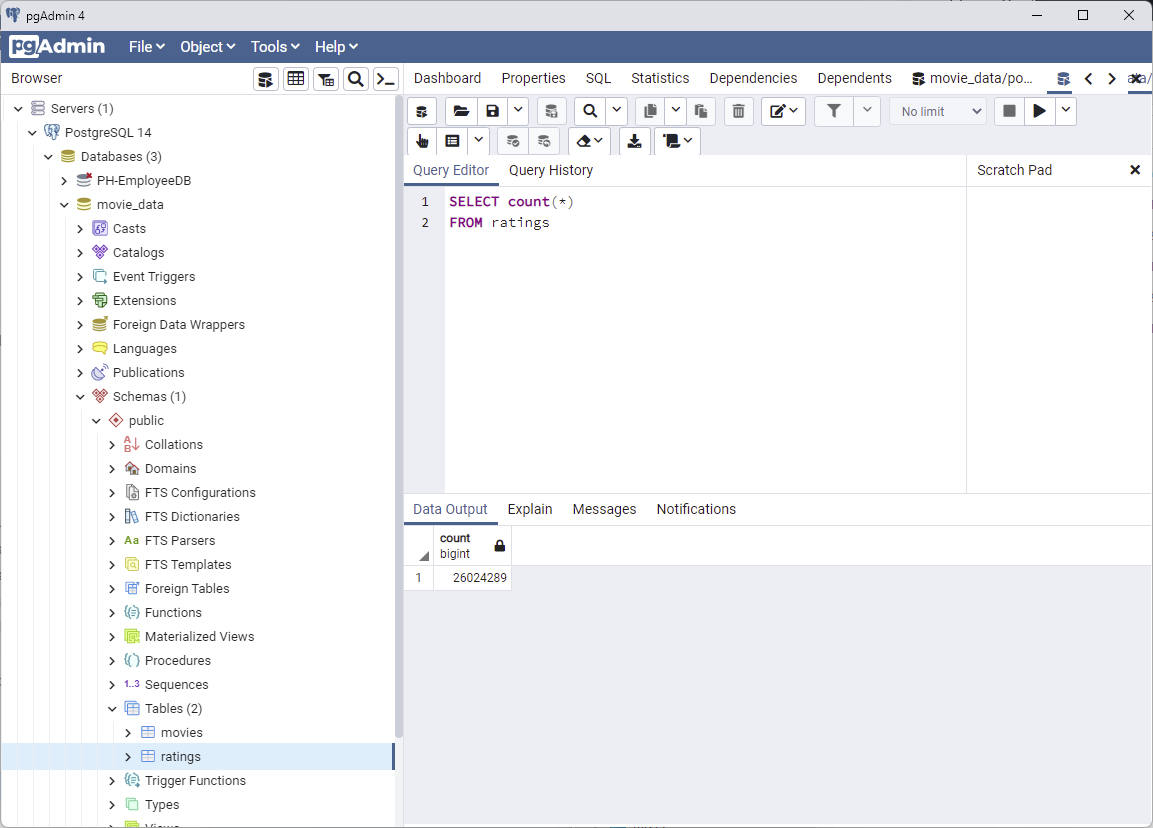 pgAdmin 4
pgAdmin File Object Tools Help
Browser
Dashboard Properties SQL Statistics Dependencies Dependents movie_data/po...
No limit
Servers (1)
PostgreSQL 14
Databases (3)
PH-EmployeeDB
movie_data
Casts
Catalogs
Event Triggers
Extensions
Foreign Data Wrappers
Languages
Publications
Schemas (1)
public
Collations
Domains
FTS Configurations
FTS Dictionaries
Aa FTS Parsers
FTS Templates
Foreign Tables
Functions
Materialized Views
Procedures
1..3 Sequences
Tables (2)
movies
ratings
Trigger Functions
Types
Query Editor Query History
Scratch Pad
1 SELECT count(*)
2 FROM ratings
Data Output Explain Messages Notifications
count
bigint
1 26024289